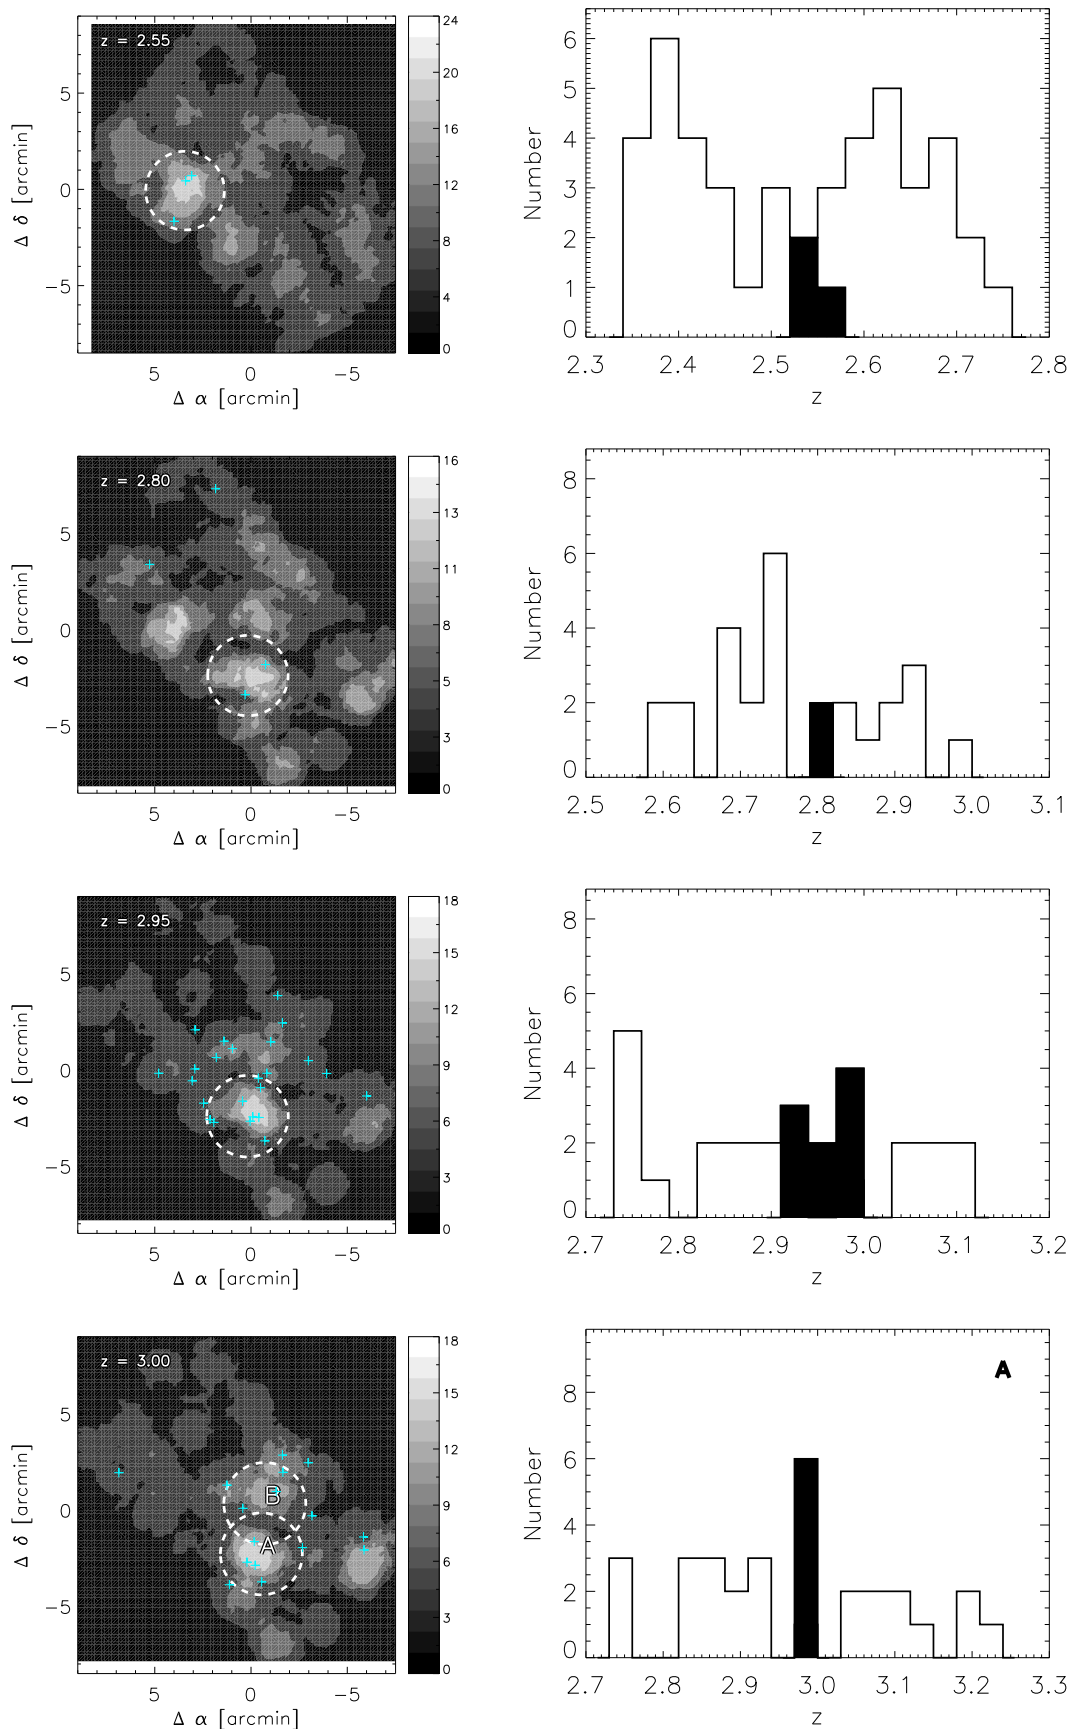 z = 2.55
5
0
−5
Δ δ [arcmin]
5 0 −5
Δ α [arcmin]
24
20
16
12
8
4
0
6
5
4
3
2
1
0
Number
2.3 2.4 2.5 2.6 2.7 2.8
z
z = 2.80
5
0
−5
Δ δ [arcmin]
5 0 −5
Δ α [arcmin]
16
13
11
8
5
3
0
8
6
4
2
0
Number
2.5 2.6 2.7 2.8 2.9 3.0 3.1
z
z = 2.95
5
0
−5
Δ δ [arcmin]
5 0 −5
Δ α [arcmin]
18
15
12
9
6
3
0
8
6
4
2
0
Number
2.7 2.8 2.9 3.0 3.1 3.2
z
z = 3.00
B
A
5
0
−5
Δ δ [arcmin]
5 0 −5
Δ α [arcmin]
18
15
12
9
6
3
0
A
8
6
4
2
0
Number
2.7 2.8 2.9 3.0 3.1 3.2 3.3
z